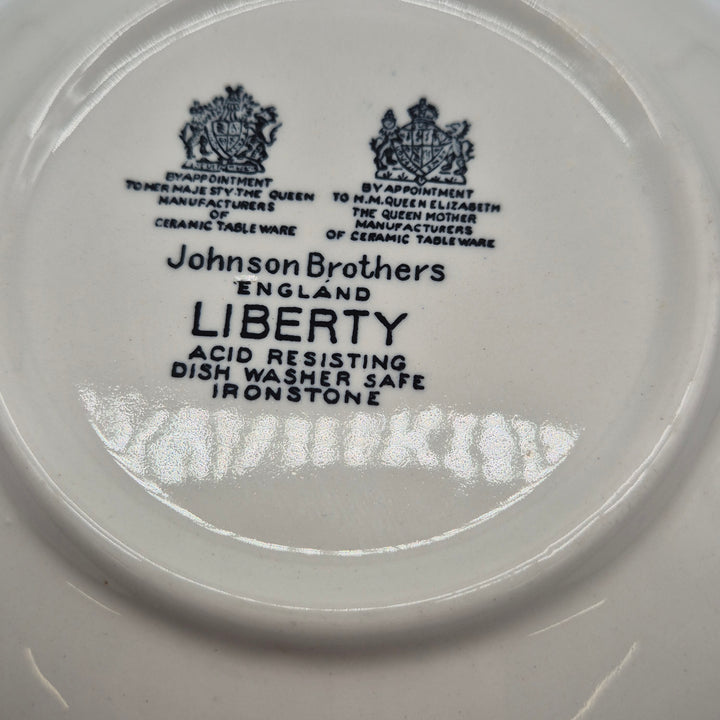 BY APPOINTMENT
TO HER MAJESTY THE QUEEN
MANUFACTURERS
OF
CERAMIC TABLEWARE
BY APPOINTMENT
TO H.M. QUEEN ELIZABETH
THE QUEEN MOTHER
MANUFACTURERS
OF CERAMIC TABLEWARE
Johnson Brothers
ENGLAND
LIBERTY
ACID RESISTING
DISH WASHER SAFE
IRONSTONE